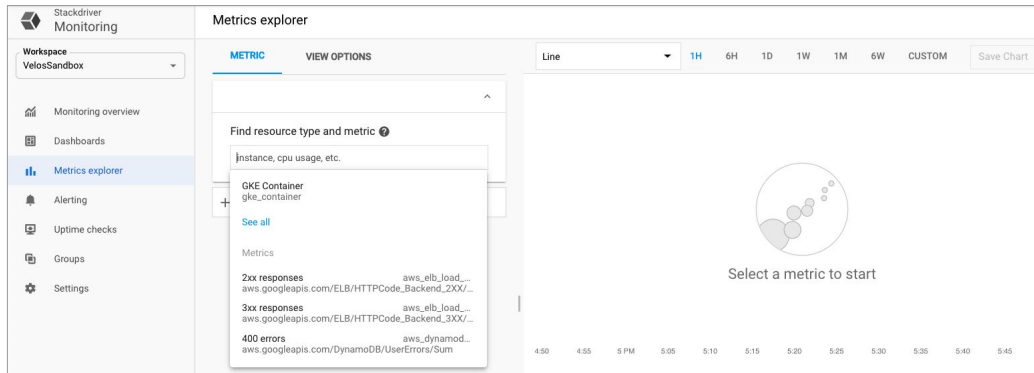 Stackdriver
Monitoring
Metrics explorer
Workspace
VelosSandbox
Monitoring overview
Dashboards
Metrics explorer
Alerting
Uptime checks
Groups
Settings
METRIC VIEW OPTIONS
Find resource type and metric ?
instance, cpu usage, etc.
GKE Container
gke_container
See all
Metrics
2xx responses aws_elb_load_...
aws.googleapis.com/ELB/HTTPCode_Backend_2XX/...
3xx responses aws_elb_load_...
aws.googleapis.com/ELB/HTTPCode_Backend_3XX/...
400 errors aws_dynamod...
aws.googleapis.com/DynamoDB/UserErrors/Sum
Line 1H 6H 1D 1W 1M 6W CUSTOM Save Chart
Select a metric to start
4:50 4:55 5 PM 5:05 5:10 5:15 5:20 5:25 5:30 5:35 5:40 5:45